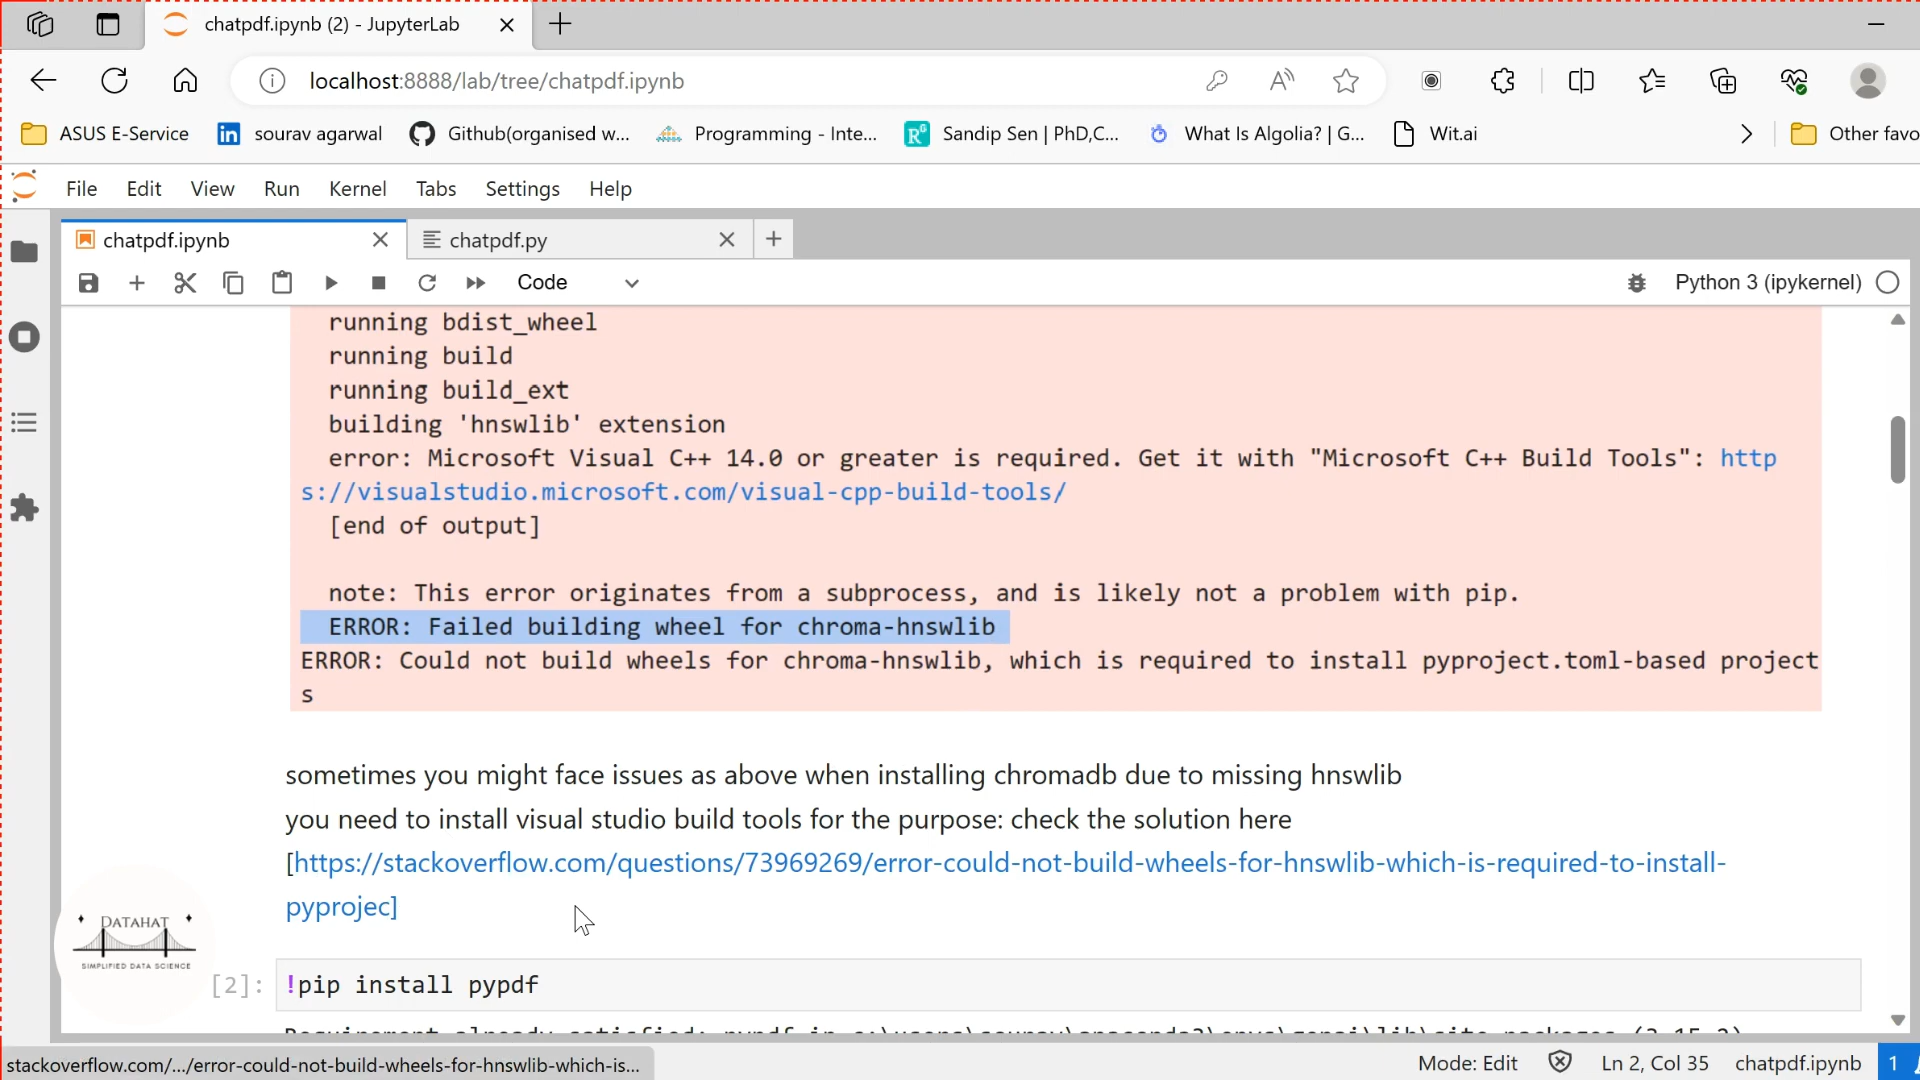 chatpdf.ipynb (2) - JupyterLab
localhost:8888/lab/tree/chatpdf.ipynb
ASUS E-Service sourav agarwal Github(organised w... Programming - Inte... Sandip Sen | PhD,C... What Is Algolia? | G... Wit.ai Other favo
File Edit View Run Kernel Tabs Settings Help
chatpdf.ipynb chatpdf.py
Code Python 3 (ipykernel)
running bdist_wheel
running build
running build_ext
building 'hnswlib' extension
error: Microsoft Visual C++ 14.0 or greater is required. Get it with "Microsoft C++ Build Tools": http
s://visualstudio.microsoft.com/visual-cpp-build-tools/
[end of output]
note: This error originates from a subprocess, and is likely not a problem with pip.
ERROR: Failed building wheel for chroma-hnswlib
ERROR: Could not build wheels for chroma-hnswlib, which is required to install pyproject.toml-based project
s
sometimes you might face issues as above when installing chromadb due to missing hnswlib
you need to install visual studio build tools for the purpose: check the solution here
[https://stackoverflow.com/questions/73969269/error-could-not-build-wheels-for-hnswlib-which-is-required-to-install-
pyprojec]
DATAHAT
SIMPLIFIED DATA SCIENCE
[2]: !pip install pypdf
stackoverflow.com/.../error-could-not-build-wheels-for-hnswlib-which-is... Mode: Edit Ln 2, Col 35 chatpdf.ipynb 1